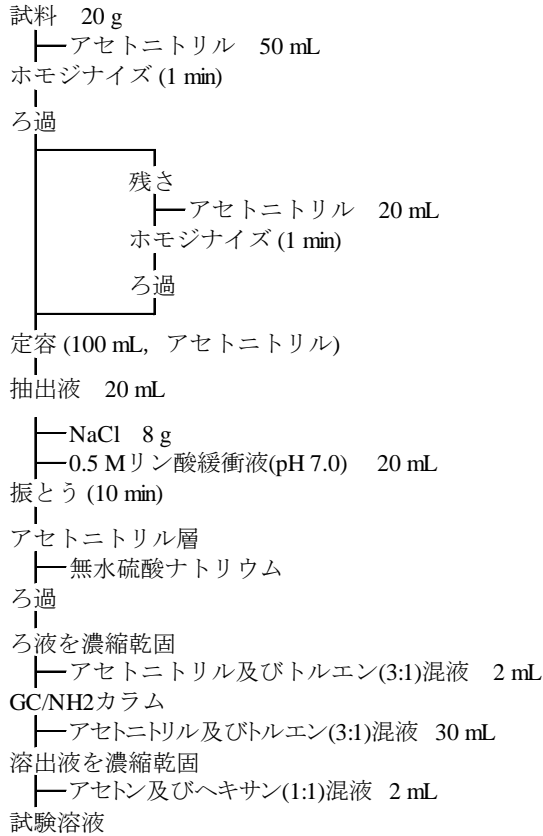 試料 20 g
アセトニトリル 50 mL
ホモジナイズ (1 min)
ろ過
残さ
アセトニトリル 20 mL
ホモジナイズ (1 min)
ろ過
定容 (100 mL, アセトニトリル)
抽出液 20 mL
NaCl 8 g
0.5 Mリン酸緩衝液(pH 7.0) 20 mL
振とう (10 min)
アセトニトリル層
無水硫酸ナトリウム
ろ過
ろ液を濃縮乾固
アセトニトリル及びトルエン(3:1)混液 2 mL
GC/NH2カラム
アセトニトリル及びトルエン(3:1)混液 30 mL
溶出液を濃縮乾固
アセトン及びヘキサン(1:1)混液 2 mL
試験溶液